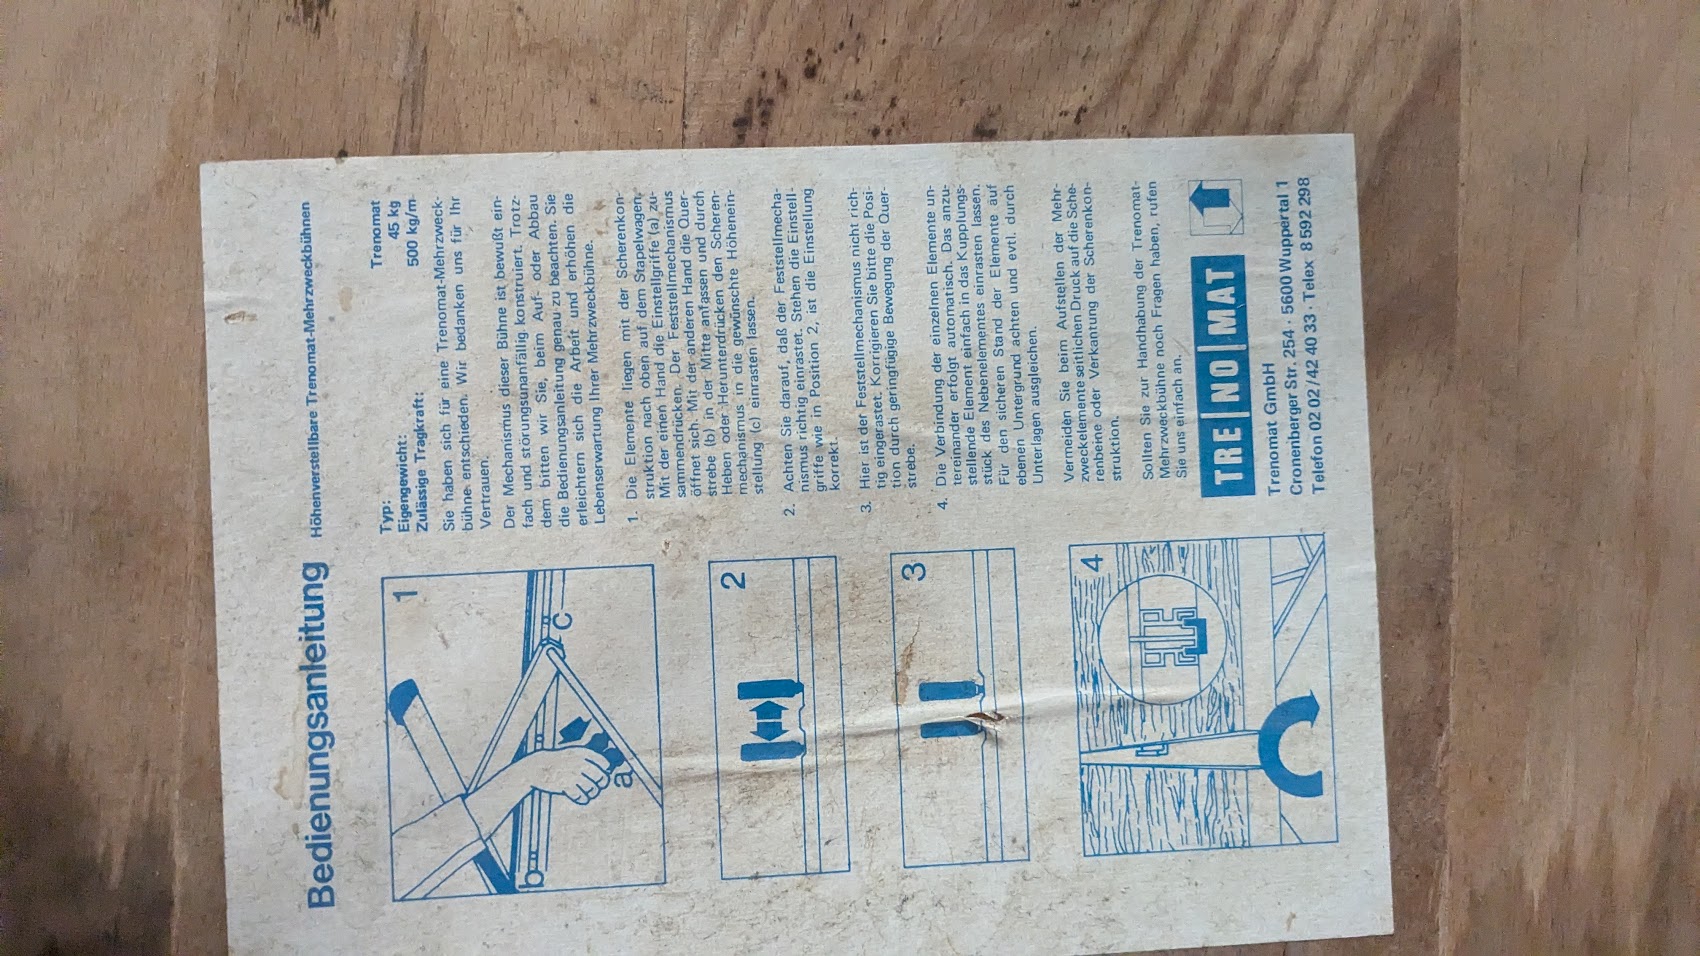 Bedienungsanleitung Höhenverstellbare Trenomat-Mehrzweckbühnen
Typ: Trenomat
Eigengewicht: 45 kg
Zulässige Tragkraft: 500 kg/m
Sie haben sich für eine Trenomat-Mehrzweck-
bühne entschieden. Wir bedanken uns für Ihr
Vertrauen.
Der Mechanismus dieser Bühne ist bewußt ein-
fach und störungsunanfällig konstruiert. Trotz-
dem bitten wir Sie, beim Auf- oder Abbau
die Bedienungsanleitung genau zu beachten. Sie
erleichtern sich die Arbeit und erhöhen die
Lebenserwartung Ihrer Mehrzweckbühne.
1. Die Elemente liegen mit der Scherenkon-
struktion nach oben auf dem Stapelwagen.
Mit der einen Hand die Einstellgriffe (a) zu-
sammendrücken. Der Feststellmechanismus
öffnet sich. Mit der anderen Hand die Quer-
strebe (b) in der Mitte anfassen und durch
Heben oder Herunterdrücken den Scheren-
mechanismus in die gewünschte Höhenein-
stellung (c) einrasten lassen.
2. Achten Sie darauf, daß der Feststellmecha-
nismus richtig einrastet. Stehen die Einstell-
griffe wie in Position 2, ist die Einstellung
korrekt.
3. Hier ist der Feststellmechanismus nicht rich-
tig eingerastet. Korrigieren Sie bitte die Posi-
tion durch geringfügige Bewegung der Quer-
strebe.
4. Die Verbindung der einzelnen Elemente un-
tereinander erfolgt automatisch. Das anzu-
stellende Element einfach in das Kupplungs-
stück des Nebenelementes einrasten lassen.
Für den sicheren Stand der Elemente auf
ebenen Untergrund achten und evtl. durch
Unterlagen ausgleichen.
Vermeiden Sie beim Aufstellen der Mehr-
zweckelemente seitlichen Druck auf die Sche-
renbeine oder Verkantung der Scherenkon-
struktion.
Sollten Sie zur Handhabung der Trenomat-
Mehrzweckbühne noch Fragen haben, rufen
Sie uns einfach an.
TRE|NO|MAT
Trenomat GmbH
Cronenberger Str. 254 · 5600 Wuppertal 1
Telefon 02 02 / 42 40 33 · Telex 8 592 298
1
a
b
c
2
3
4